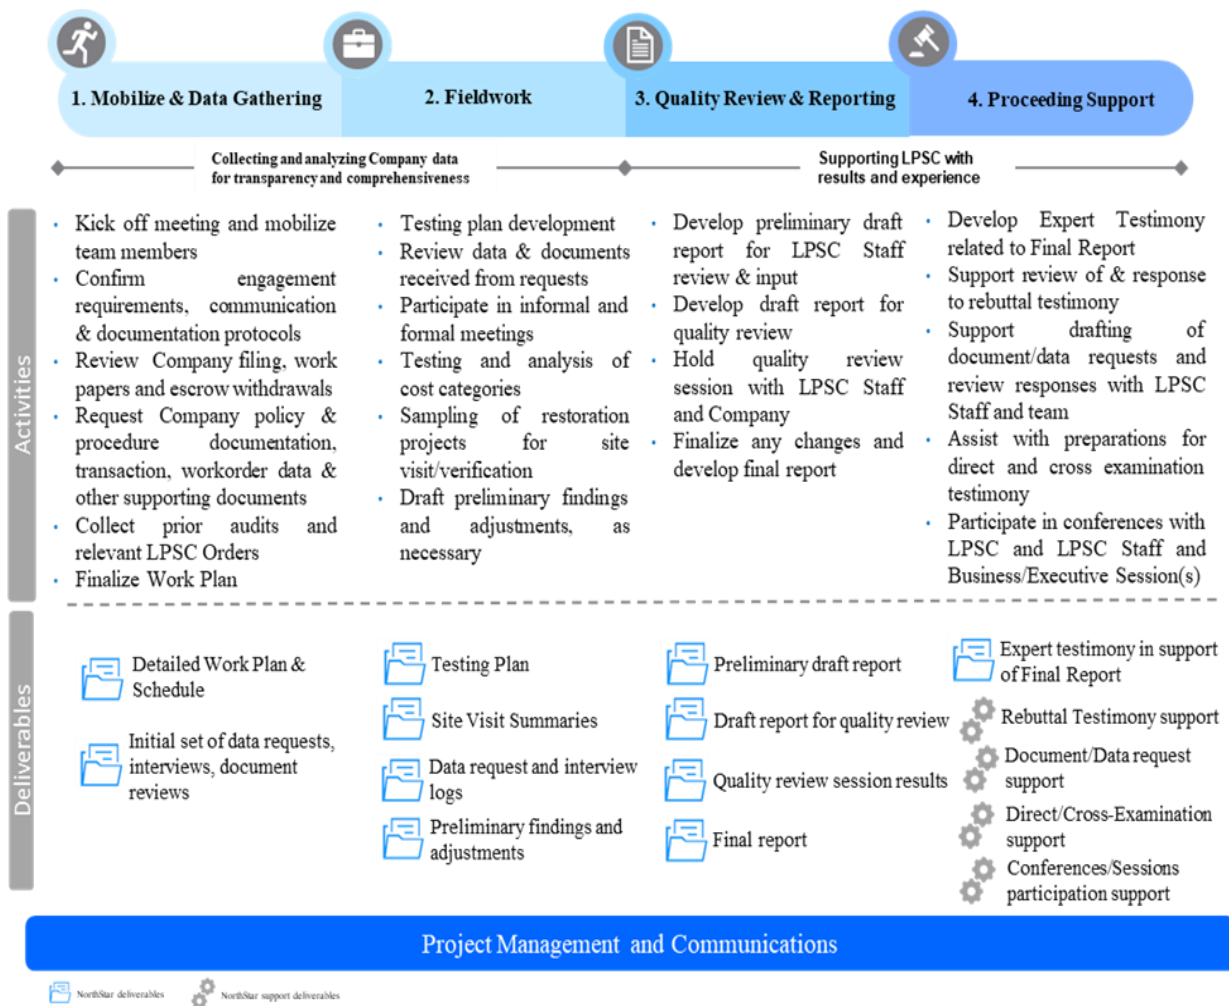 1. Mobilize & Data Gathering
2. Fieldwork
3. Quality Review & Reporting
4. Proceeding Support
Collecting and analyzing Company data
for transparency and comprehensiveness
Supporting LPSC with
results and experience
Activities
• Kick off meeting and mobilize
team members
• Confirm engagement
requirements, communication
& documentation protocols
• Review Company filing, work
papers and escrow withdrawals
• Request Company policy &
procedure documentation,
transaction, workorder data &
other supporting documents
• Collect prior audits and
relevant LPSC Orders
• Finalize Work Plan
• Testing plan development
• Review data & documents
received from requests
• Participate in informal and
formal meetings
• Testing and analysis of
cost categories
• Sampling of restoration
projects for site
visit/verification
• Draft preliminary findings
and adjustments, as
necessary
• Develop preliminary draft
report for LPSC Staff
review & input
• Develop draft report for
quality review
• Hold quality review
session with LPSC Staff
and Company
• Finalize any changes and
develop final report
• Develop Expert Testimony
related to Final Report
• Support review of & response
to rebuttal testimony
• Support drafting of
document/data requests and
review responses with LPSC
Staff and team
• Assist with preparations for
direct and cross examination
testimony
• Participate in conferences with
LPSC and LPSC Staff and
Business/Executive Session(s)
Deliverables
Detailed Work Plan &
Schedule
Initial set of data requests,
interviews, document
reviews
Testing Plan
Site Visit Summaries
Data request and interview
logs
Preliminary findings and
adjustments
Preliminary draft report
Draft report for quality review
Quality review session results
Final report
Expert testimony in support
of Final Report
Rebuttal Testimony support
Document/Data request
support
Direct/Cross-Examination
support
Conferences/Sessions
participation support
Project Management and Communications
NorthStar deliverables
NorthStar support deliverables